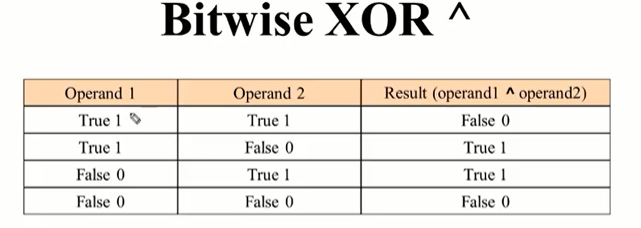 Bitwise XOR ^
Operand 1 Operand 2 Result (operand1 ^ operand2)
True 1 True 1 False 0
True 1 False 0 True 1
False 0 True 1 True 1
False 0 False 0 False 0